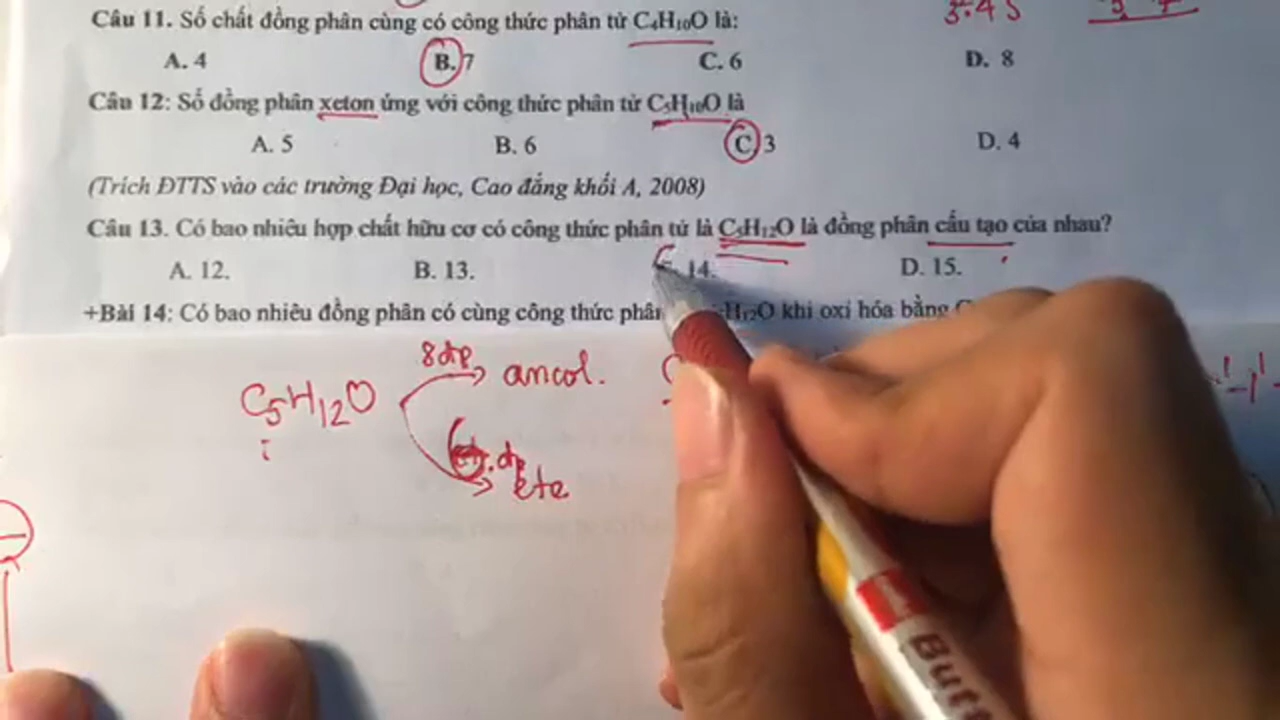 Câu 11. Số chất đồng phân cùng có công thức phân tử C₄H₁₀O là:
A. 4 B. 7 C. 6 D. 8
Câu 12: Số đồng phân xeton ứng với công thức phân tử C₅H₁₀O là
A. 5 B. 6 C 3 D. 4
(Trích ĐTTS vào các trường Đại học, Cao đẳng khối A, 2008)
Câu 13. Có bao nhiêu hợp chất hữu cơ có công thức phân tử là C₅H₁₂O là đồng phân cấu tạo của nhau?
A. 12. B. 13. 14. D. 15.
+Bài 14: Có bao nhiêu đồng phân có cùng công thức phân H₁₂O khi oxi hóa bằng
8đp ancol.
C₅H₁₂O
đp ete
Butt